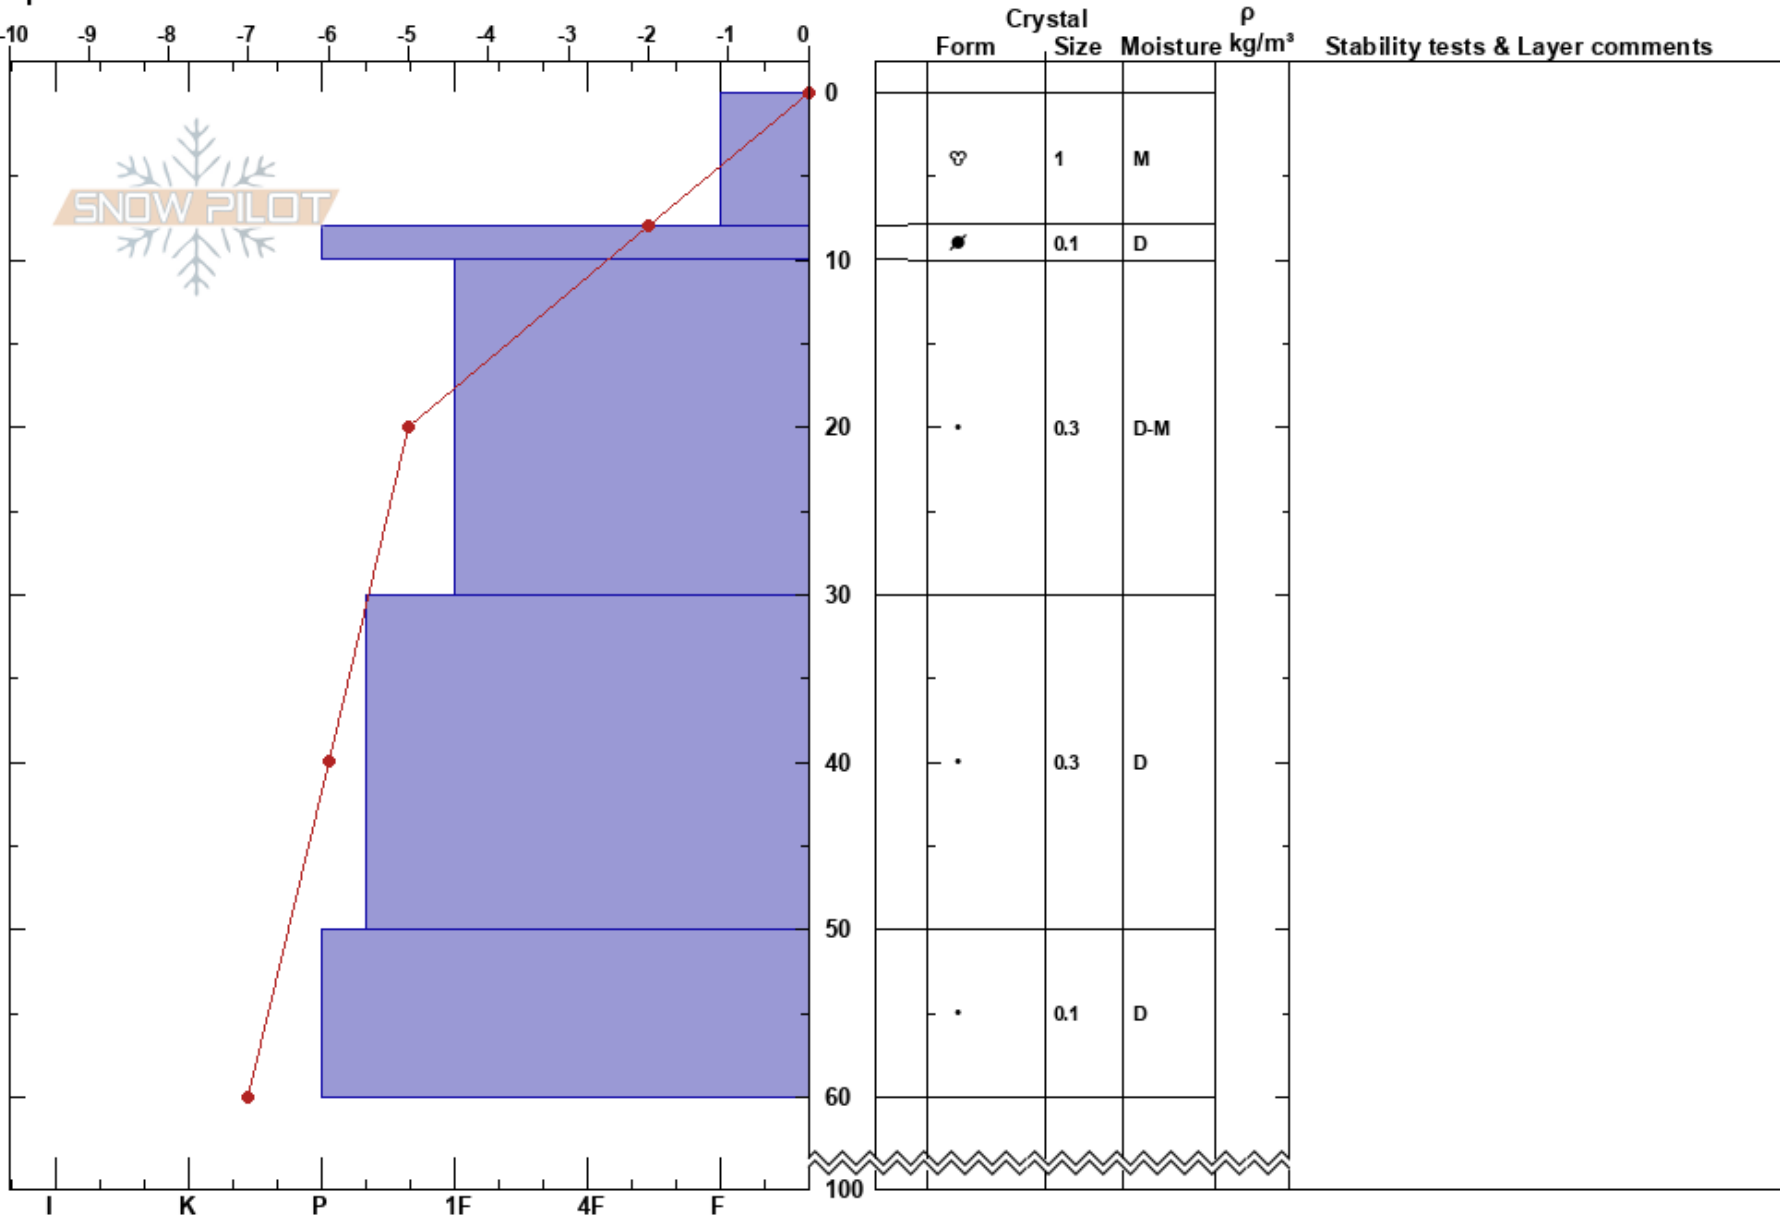 -10 -9 -8 -7 -6 -5 -4 -3 -2 -1 0
Crystal ρ
Form Size Moisture kg/m³ Stability tests & Layer comments
0
1 M
SNOW PILOT
0.1 D
10
20 0.3 D-M
30
40 0.3 D
50
0.1 D
60
100
I K P 1F 4F F